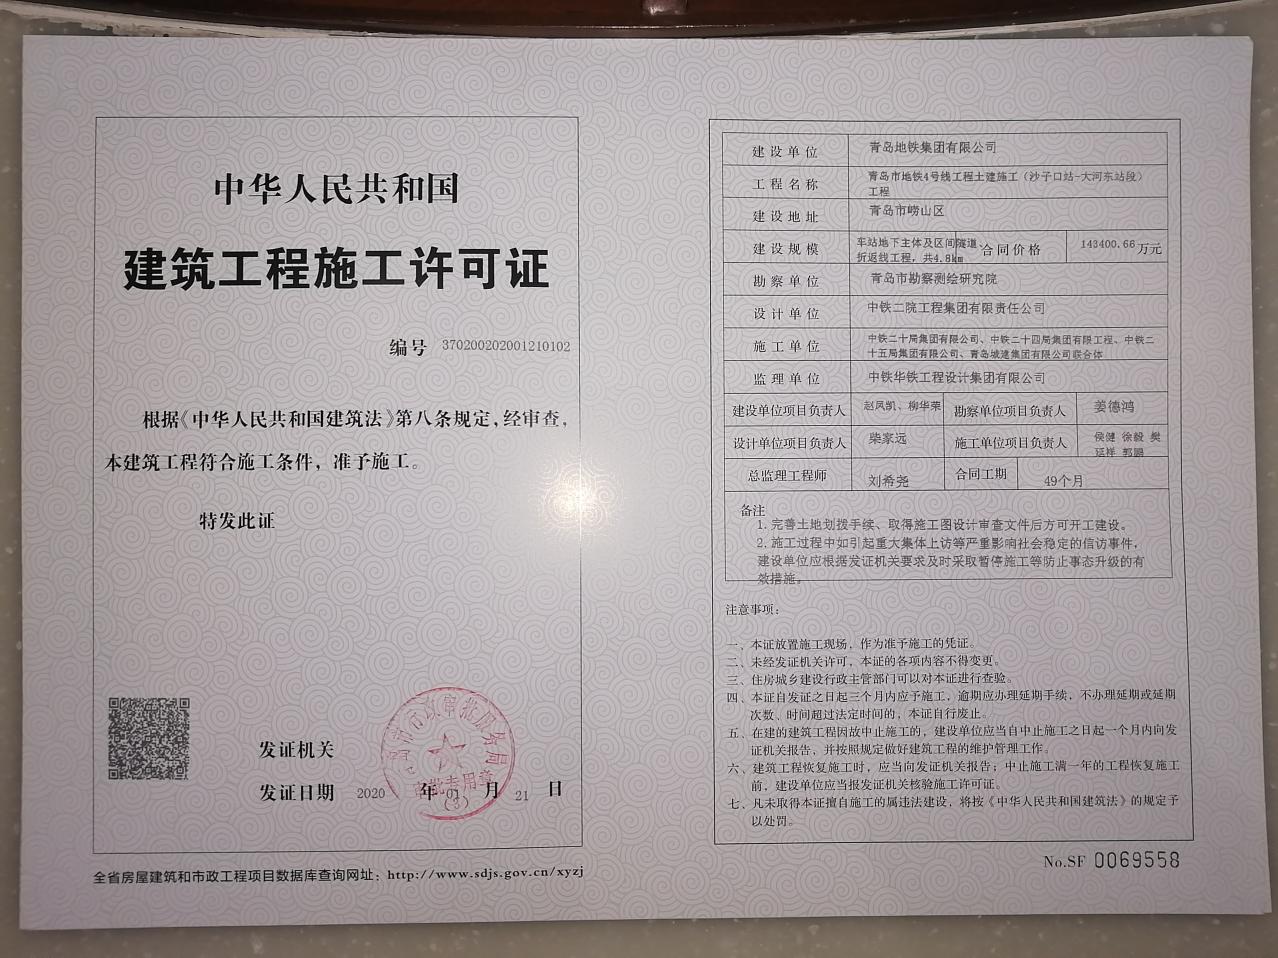 中华人民共和国
建筑工程施工许可证
编号 370200202001210102
根据《中华人民共和国建筑法》第八条规定,经审查,
本建筑工程符合施工条件，准予施工。
特发此证
发证机关
市政审批服务局
审批专用章
(3)
发证日期 2020 年 01 月 21 日
全省房屋建筑和市政工程项目数据库查询网址：http://www.sdjs.gov.cn/xyzj
建设单位 青岛地铁集团有限公司
工程名称 青岛市地铁4号线工程土建施工（沙子口站-大河东站段）
工程
建设地址 青岛市崂山区
建设规模 车站地下主体及区间隧道、
折返线工程，共4.8km
合同价格 143400.66 万元
勘察单位 青岛市勘察测绘研究院
设计单位 中铁二院工程集团有限责任公司
施工单位 中铁二十局集团有限公司、中铁二十四局集团有限工程、中铁二
十五局集团有限公司、青岛城建集团有限公司联合体
监理单位 中铁华铁工程设计集团有限公司
建设单位项目负责人 赵凤凯、柳华荣 勘察单位项目负责人 姜德鸿
设计单位项目负责人 柴家远 施工单位项目负责人 侯健 徐毅 樊
延祥 郭鹏
总监理工程师 刘希尧 合同工期 49个月
备注
1. 完善土地划拨手续、取得施工图设计审查文件后方可开工建设。
2. 施工过程中如引起重大集体上访等严重影响社会稳定的信访事件，
建设单位应根据发证机关要求及时采取暂停施工等防止事态升级的有
效措施。
注意事项：
一、本证放置施工现场，作为准予施工的凭证。
二、未经发证机关许可，本证的各项内容不得变更。
三、住房城乡建设行政主管部门可以对本证进行查验。
四、本证自发证之日起三个月内应予施工，逾期应办理延期手续，不办理延期或延期
次数、时间超过法定时间的，本证自行废止。
五、在建的建筑工程因故中止施工的，建设单位应当自中止施工之日起一个月内向发
证机关报告，并按照规定做好建筑工程的维护管理工作。
六、建筑工程恢复施工时，应当向发证机关报告；中止施工满一年的工程恢复施工
前，建设单位应当报发证机关核验施工许可证。
七、凡未取得本证擅自施工的属违法建设，将按《中华人民共和国建筑法》的规定予
以处罚。
No.SF 0069558